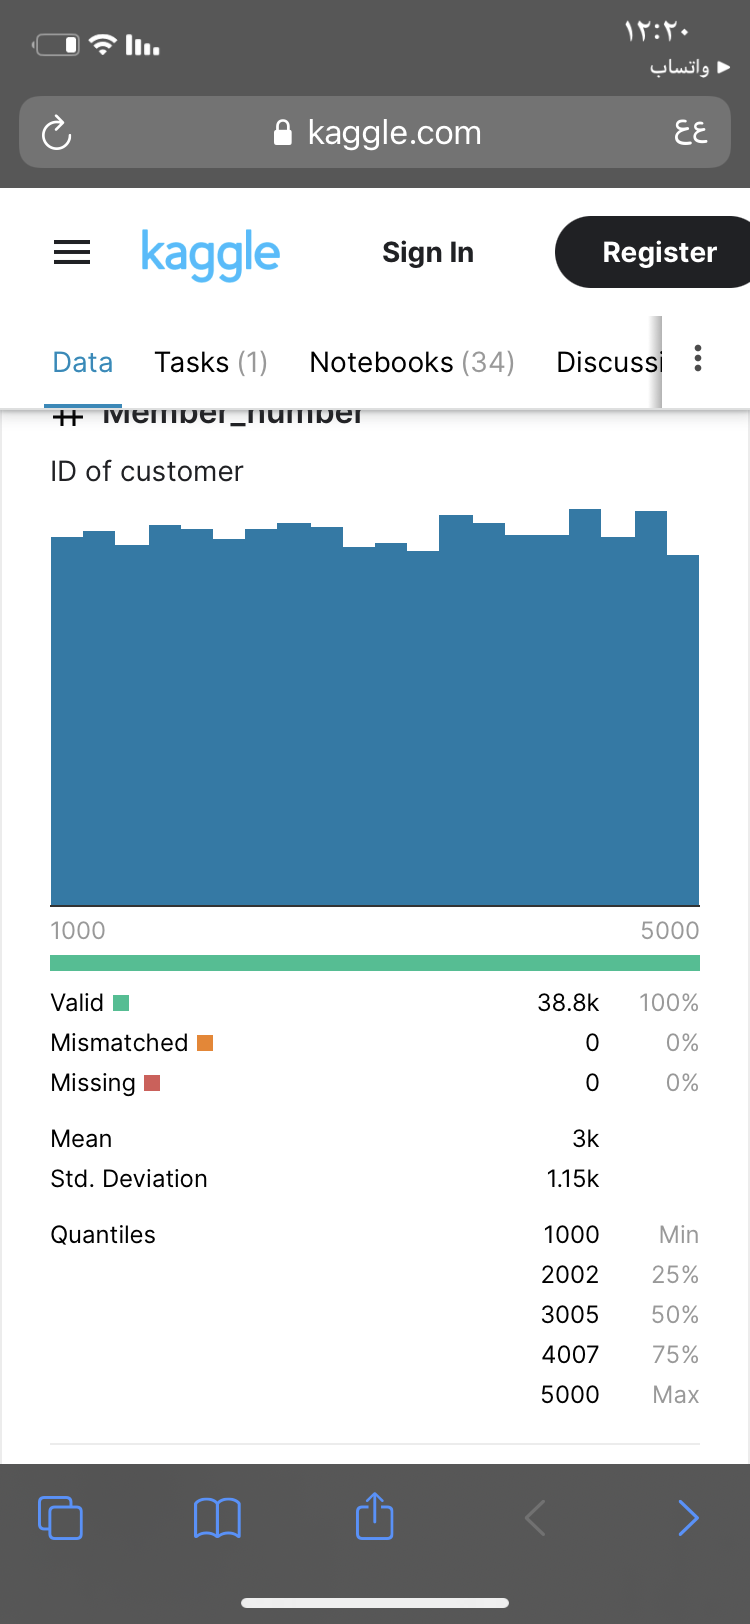 ١٢:٢٠
واتساب ◀
kaggle.com
ﻉﻉ
kaggle Sign In Register
Data Tasks (1) Notebooks (34) Discussi
# Member_number
ID of customer
1000 5000
Valid 38.8k 100%
Mismatched 0 0%
Missing 0 0%
Mean 3k
Std. Deviation 1.15k
Quantiles 1000 Min
2002 25%
3005 50%
4007 75%
5000 Max